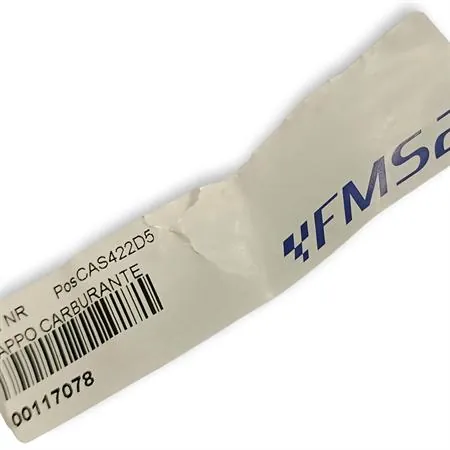 NR PosCAS422D5
APPO CARBURANTE
00117078
FMS